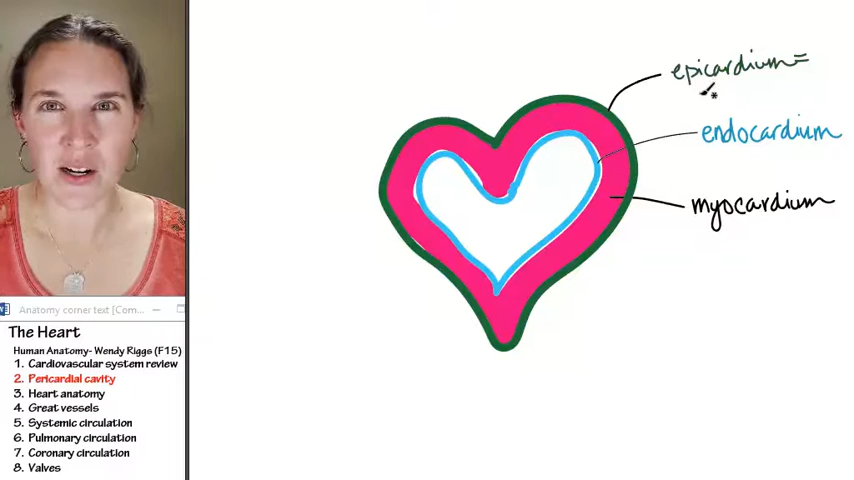 epicardium=
endocardium
myocardium
Anatomy corner text [Com...
The Heart
Human Anatomy- Wendy Riggs (F15)
1. Cardiovascular system review
2. Pericardial cavity
3. Heart anatomy
4. Great vessels
5. Systemic circulation
6. Pulmonary circulation
7. Coronary circulation
8. Valves